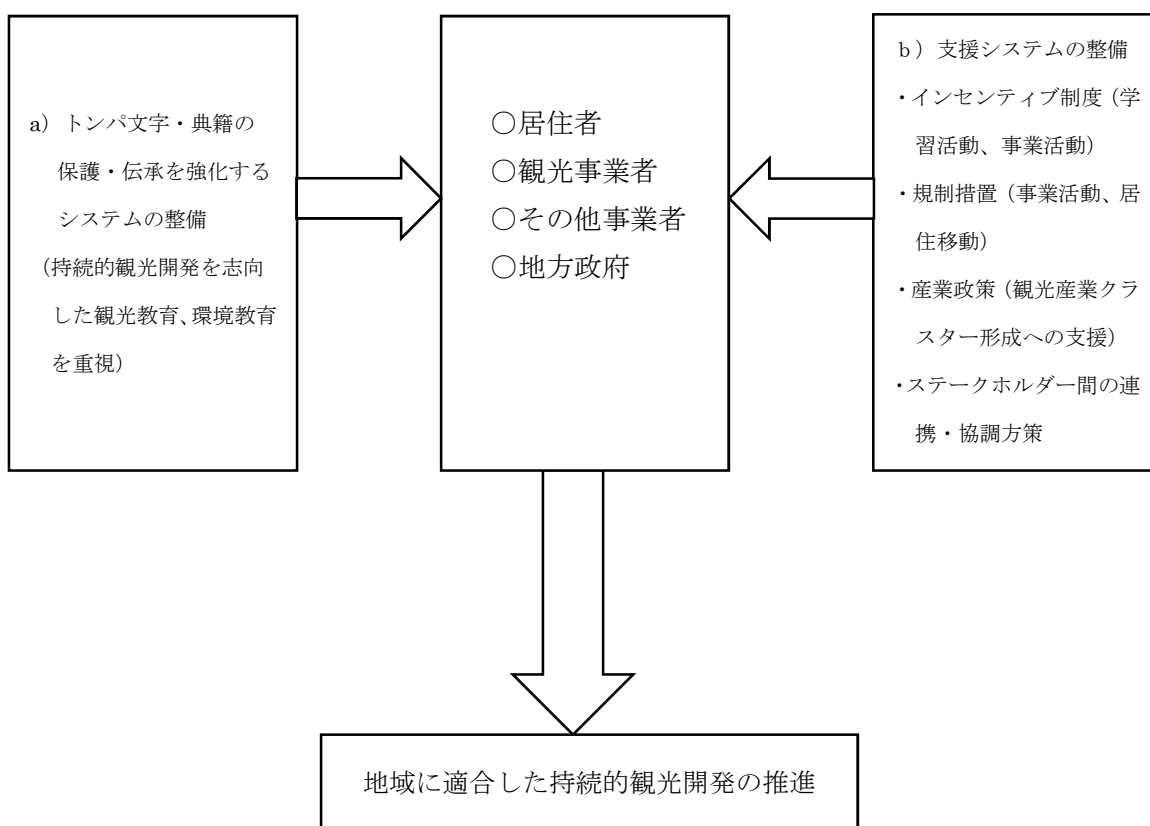 a）トンパ文字・典籍の
保護・伝承を強化する
システムの整備
（持続的観光開発を志向
した観光教育、環境教育
を重視）
○居住者
○観光事業者
○その他事業者
○地方政府
b）支援システムの整備
・インセンティブ制度（学
習活動、事業活動）
・規制措置（事業活動、居
住移動）
・産業政策（観光産業クラ
スター形成への支援）
・ステークホルダー間の連
携・協調方策
地域に適合した持続的観光開発の推進